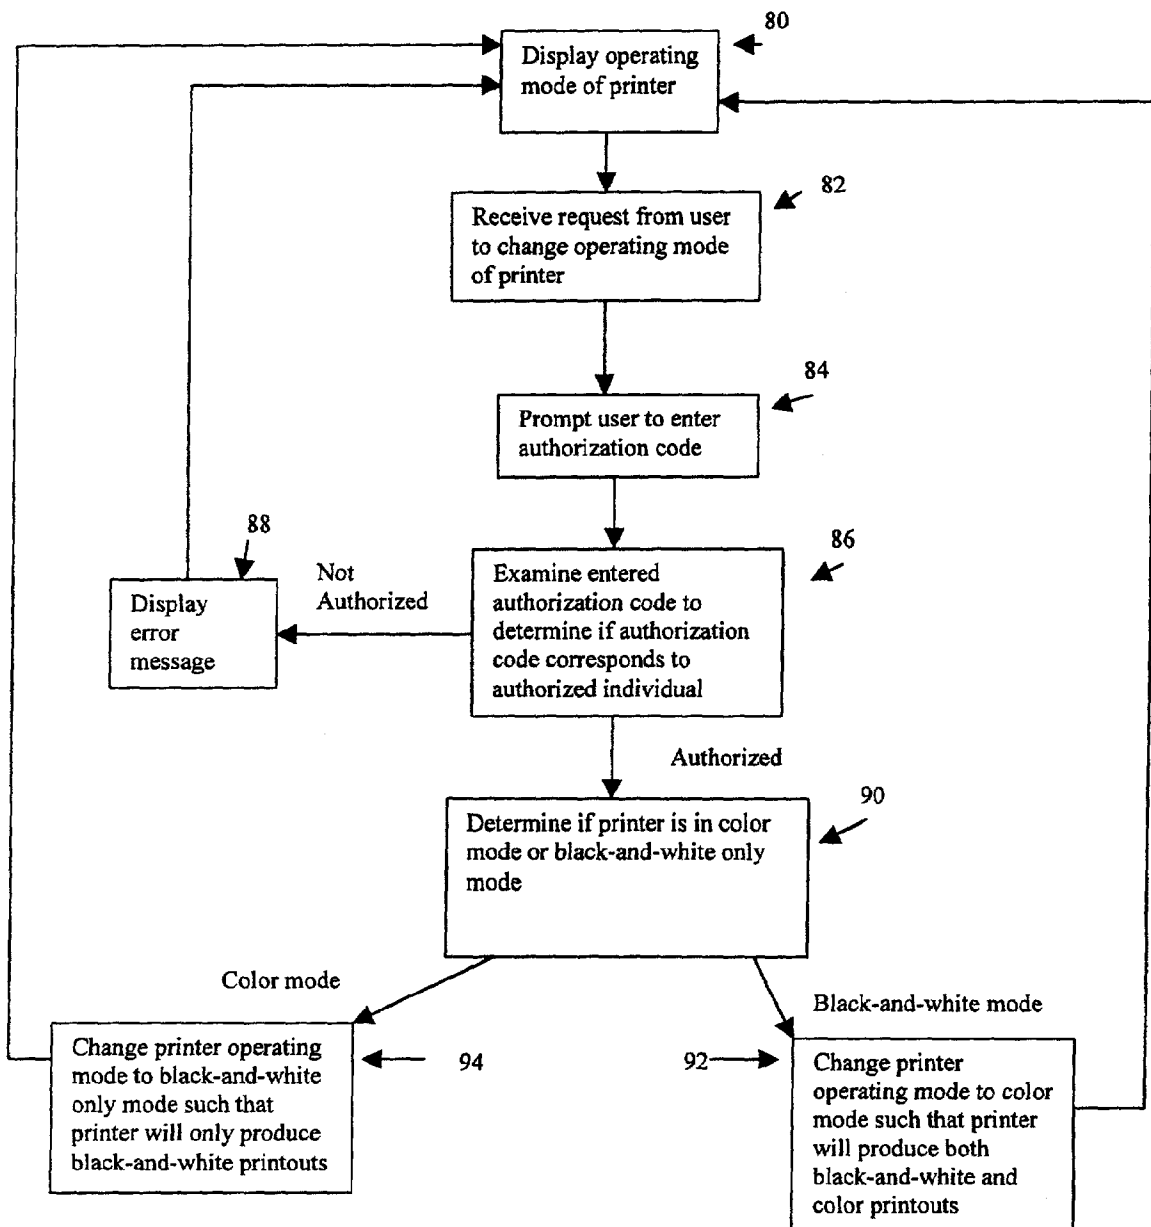 80
Display operating
mode of printer
82
Receive request from user
to change operating mode
of printer
84
Prompt user to enter
authorization code
88
86
Not
Authorized
Display
error
message
Examine entered
authorization code to
determine if authorization
code corresponds to
authorized individual
Authorized
90
Determine if printer is in color
mode or black-and-white only
mode
Color mode
Black-and-white mode
94
92
Change printer operating
mode to black-and-white
only mode such that
printer will only produce
black-and-white printouts
Change printer
operating mode to color
mode such that printer
will produce both
black-and-white and
color printouts